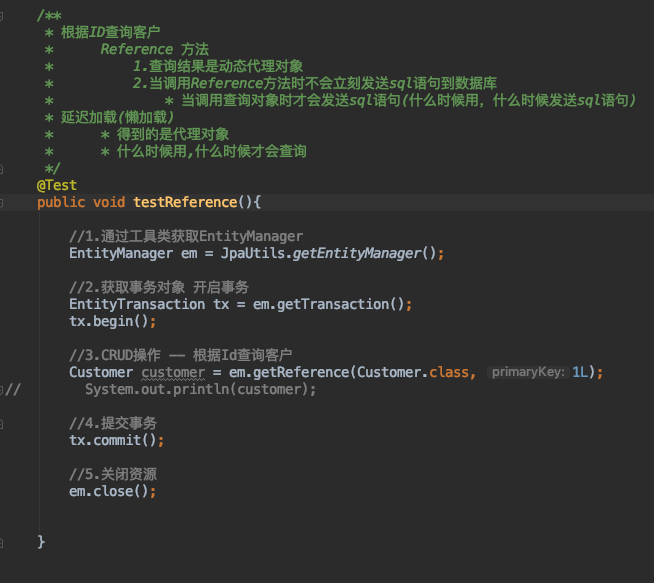 /**
* 根据ID查询客户
* Reference 方法
* 1.查询结果是动态代理对象
* 2.当调用Reference方法时不会立刻发送sql语句到数据库
* * 当调用查询对象时才会发送sql语句(什么时候用，什么时候发送sql语句)
* 延迟加载(懒加载)
* * 得到的是代理对象
* * 什么时候用,什么时候才会查询
*/
@Test
public void testReference(){
//1.通过工具类获取EntityManager
EntityManager em = JpaUtils.getEntityManager();
//2.获取事务对象 开启事务
EntityTransaction tx = em.getTransaction();
tx.begin();
//3.CRUD操作 —— 根据Id查询客户
Customer customer = em.getReference(Customer.class, primaryKey: 1L);
// System.out.println(customer);
//4.提交事务
tx.commit();
//5.关闭资源
em.close();
}